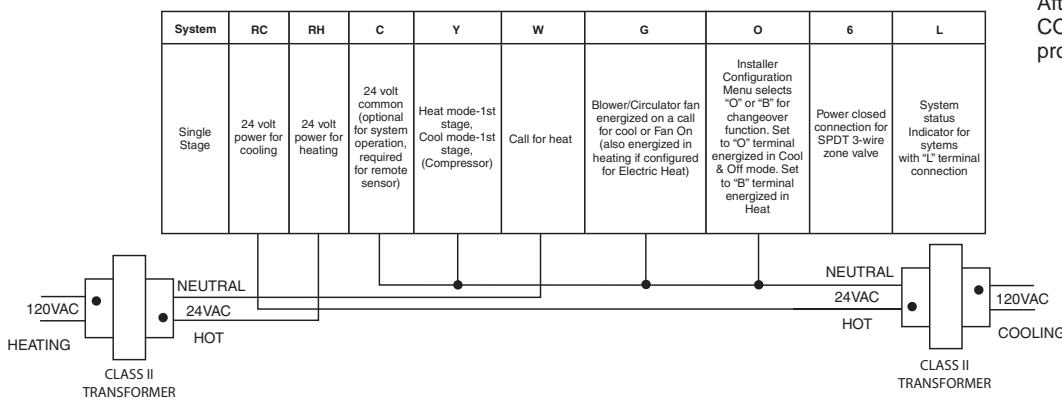 System RC RH C Y W G O 6 L
Single
Stage
24 volt
power for
cooling
24 volt
power for
heating
24 volt
common
(optional
for system
operation,
required
for remote
sensor)
Heat mode-1st
stage,
Cool mode-1st
stage,
(Compressor)
Call for heat
Blower/Circulator fan
energized on a call
for cool or Fan On
(also energized in
heating if configured
for Electric Heat)
Installer
Configuration
Menu selects
“O” or “B” for
changeover
function. Set
to “O” terminal
energized in Cool
& Off mode. Set
to “B” terminal
energized in
Heat
Power closed
connection for
SPDT 3-wire
zone valve
System
status
Indicator for
sytems
with “L” terminal
connection
120VAC
HEATING
NEUTRAL
24VAC
HOT
CLASS II
TRANSFORMER
NEUTRAL
24VAC
HOT
120VAC
COOLING
CLASS II
TRANSFORMER